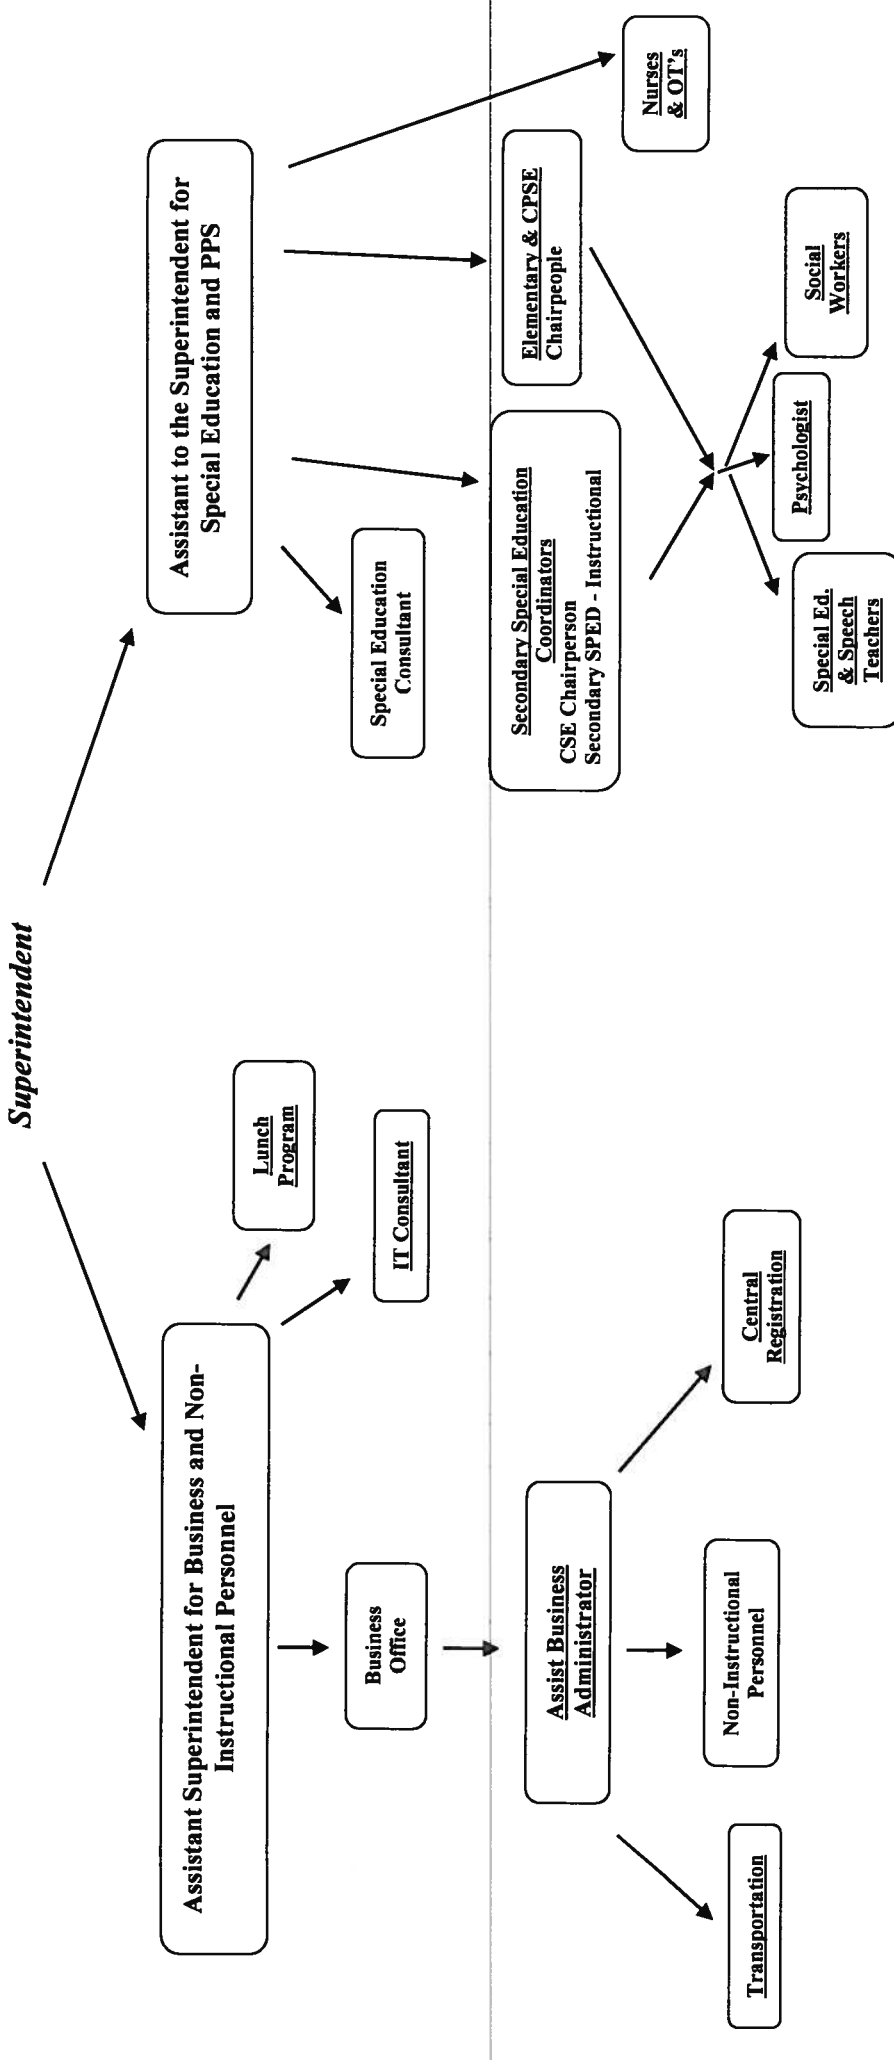 Superintendent
Assistant Superintendent for Business and Non-
Instructional Personnel
Assistant to the Superintendent for
Special Education and PPS
Lunch
Program
IT Consultant
Business
Office
Special Education
Consultant
Assist Business
Administrator
Secondary Special Education
Coordinators
CSE Chairperson
Secondary SPED - Instructional
Elementary & CPSE
Chairpeople
Nurses
& OT's
Transportation
Non-Instructional
Personnel
Central
Registration
Special Ed.
& Speech
Teachers
Psychologist
Social
Workers